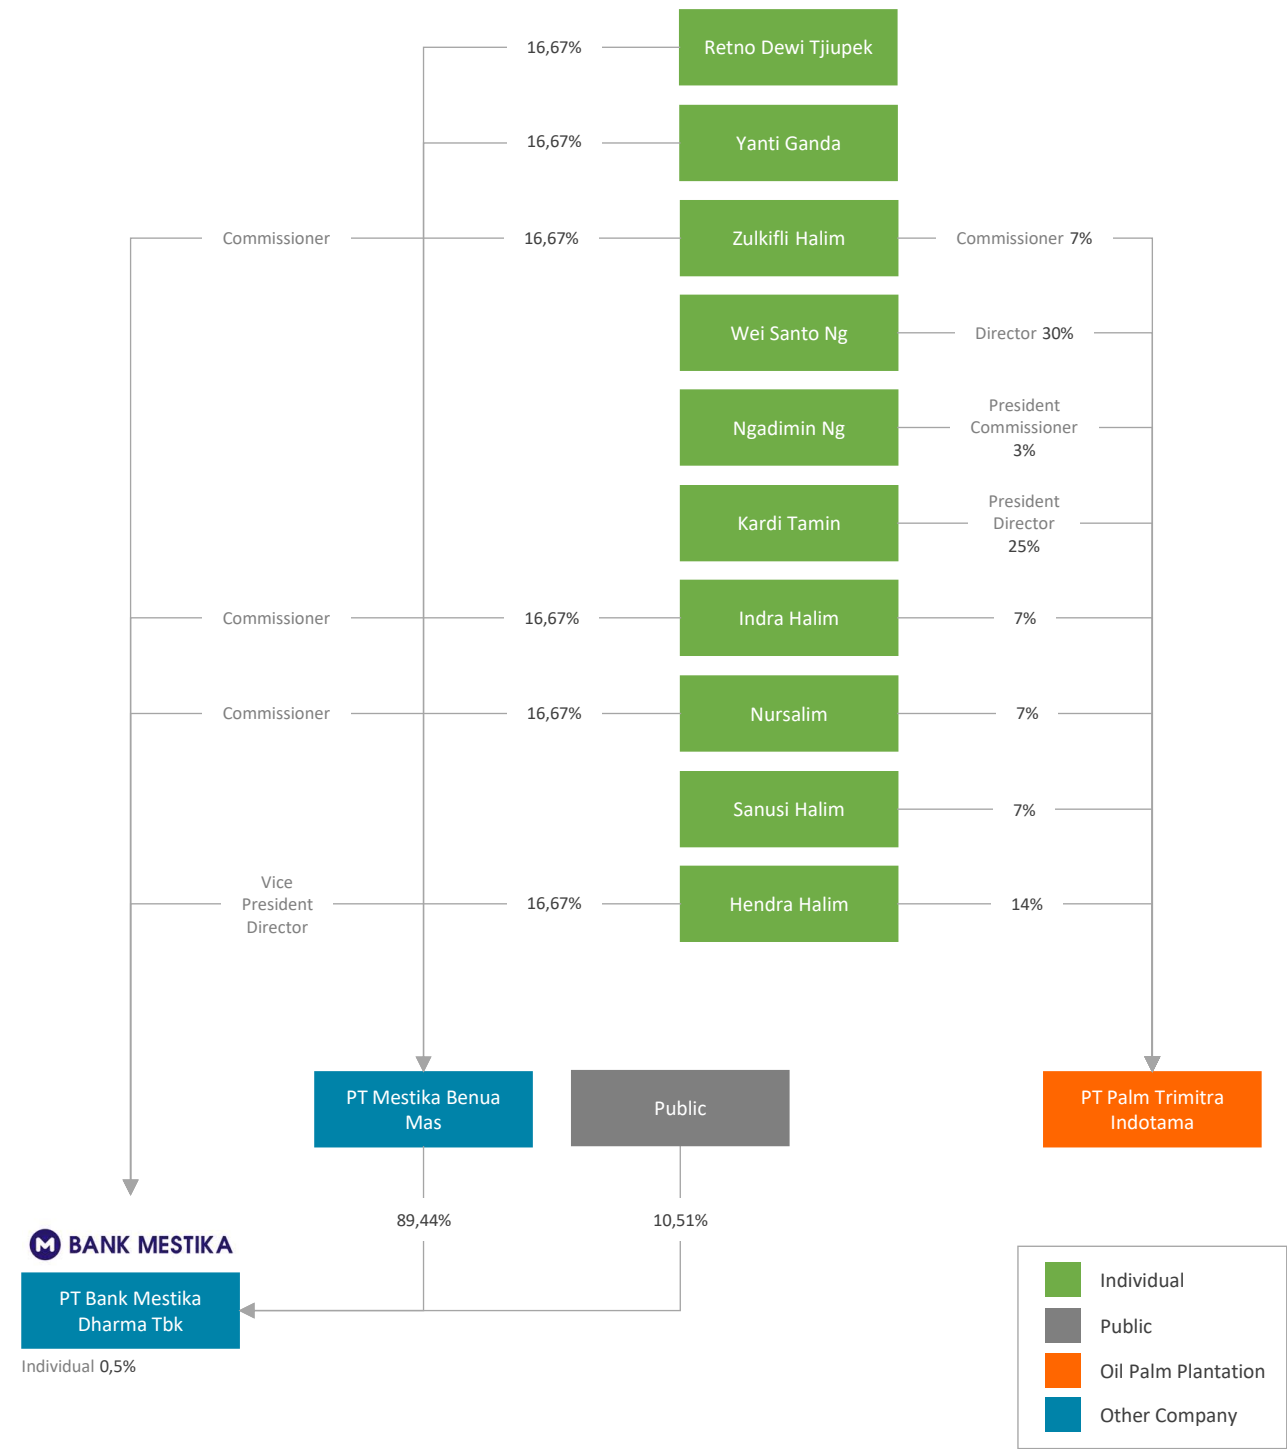 16,67%
Retno Dewi Tjiupek
16,67%
Yanti Ganda
Commissioner
16,67%
Zulkifli Halim
Commissioner 7%
Wei Santo Ng
Director 30%
Ngadimin Ng
President
Commissioner
3%
Kardi Tamin
President
Director
25%
Commissioner
16,67%
Indra Halim
7%
Commissioner
16,67%
Nursalim
7%
Sanusi Halim
7%
Vice
President
Director
16,67%
Hendra Halim
14%
PT Mestika Benua
Mas
Public
PT Palm Trimitra
Indotama
89,44%
10,51%
M BANK MESTIKA
PT Bank Mestika
Dharma Tbk
Individual 0,5%
Individual
Public
Oil Palm Plantation
Other Company